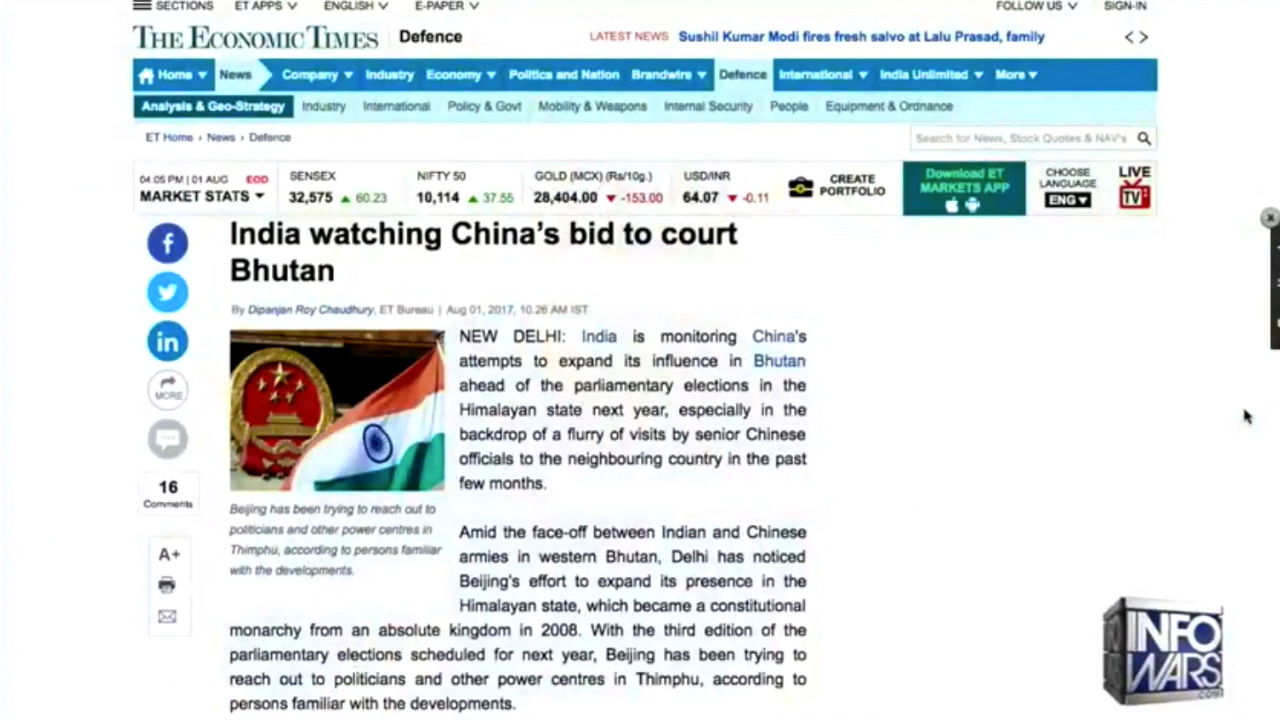 SECTIONS ET APPS ENGLISH E-PAPER FOLLOW US SIGN-IN
THE ECONOMIC TIMES Defence LATEST NEWS Sushil Kumar Modi fires fresh salvo at Lalu Prasad, family
Home News Company Industry Economy Politics and Nation Brandwire Defence International India Unlimited More
Analysis & Geo-Strategy Industry International Policy & Govt Mobility & Weapons Internal Security People Equipment & Ordnance
ET Home › News › Defence Search for News, Stock Quotes & NAV's
04:05 PM | 01 AUG EOD
MARKET STATS
SENSEX
32,575 60.23
NIFTY 50
10,114 37.55
GOLD (MCX) (Rs/10g.)
28,404.00 -153.00
USD/INR
64.07 -0.11
CREATE
PORTFOLIO
Download ET
MARKETS APP
CHOOSE
LANGUAGE
ENG
LIVE
TV
India watching China's bid to court
Bhutan
By Dipanjan Roy Chaudhury, ET Bureau | Aug 01, 2017, 10.26 AM IST
MORE
16
Comments
A+
Beijing has been trying to reach out to
politicians and other power centres in
Thimphu, according to persons familiar
with the developments.
NEW DELHI: India is monitoring China's
attempts to expand its influence in Bhutan
ahead of the parliamentary elections in the
Himalayan state next year, especially in the
backdrop of a flurry of visits by senior Chinese
officials to the neighbouring country in the past
few months.
Amid the face-off between Indian and Chinese
armies in western Bhutan, Delhi has noticed
Beijing's effort to expand its presence in the
Himalayan state, which became a constitutional
monarchy from an absolute kingdom in 2008. With the third edition of the
parliamentary elections scheduled for next year, Beijing has been trying to
reach out to politicians and other power centres in Thimphu, according to
persons familiar with the developments.
INFO
WARS
.COM